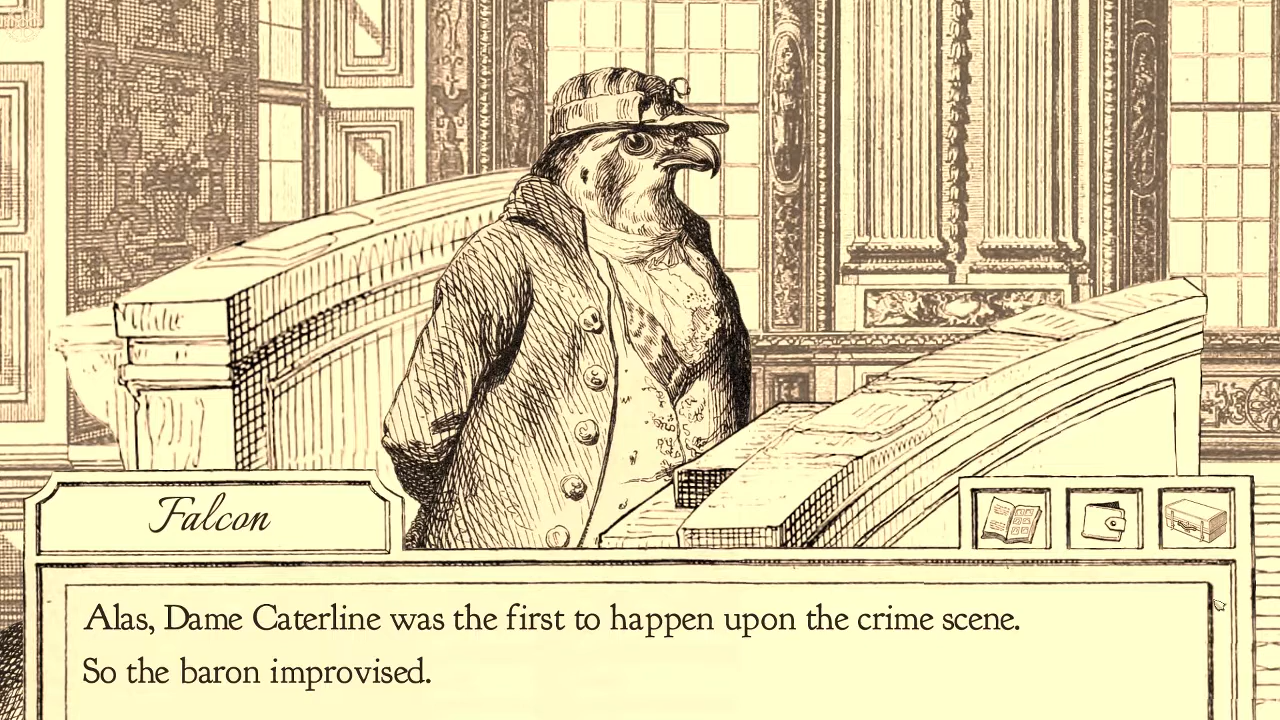 Falcon
Alas, Dame Caterline was the first to happen upon the crime scene.
So the baron improvised.